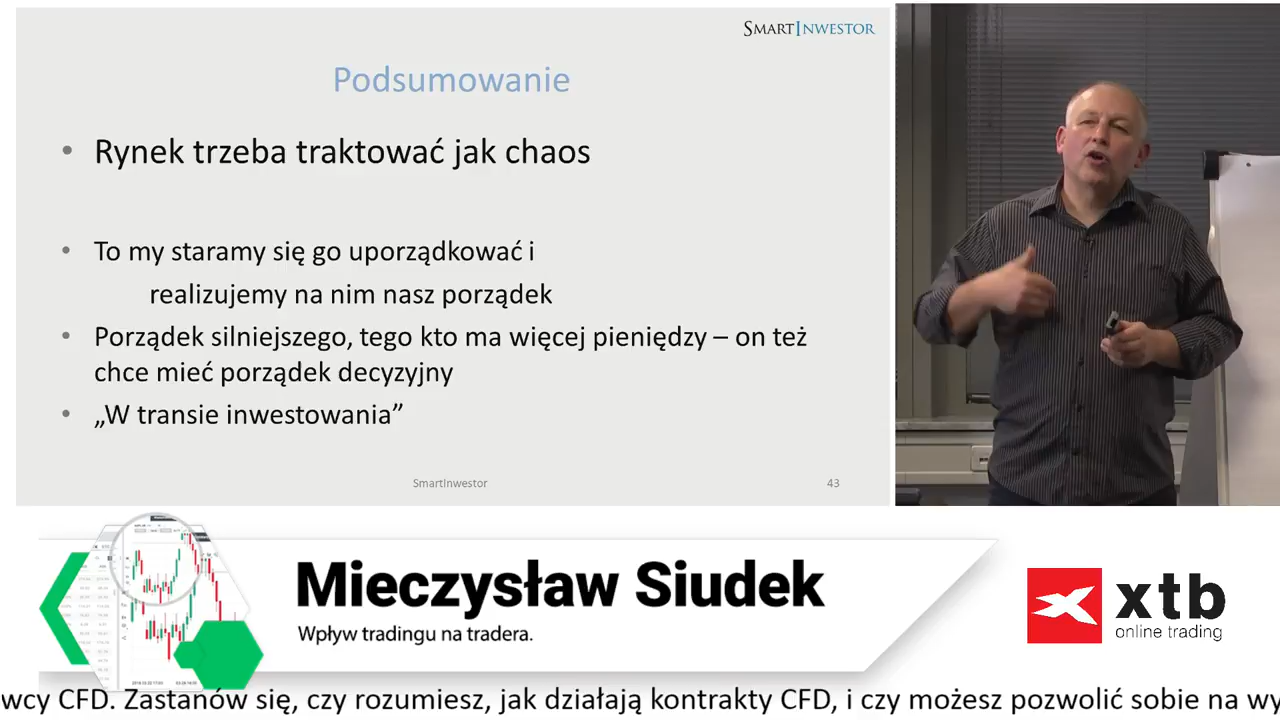 SMARTINWESTOR
Podsumowanie
• Rynek trzeba traktować jak chaos
• To my staramy się go uporządkować i
realizujemy na nim nasz porządek
• Porządek silniejszego, tego kto ma więcej pieniędzy – on też
chce mieć porządek decyzyjny
• „W transie inwestowania”
SmartInwestor
43
Mieczysław Siudek
Wpływ tradingu na tradera.
xtb
online trading
wcy CFD. Zastanów się, czy rozumiesz, jak działają kontrakty CFD, i czy możesz pozwolić sobie na wy